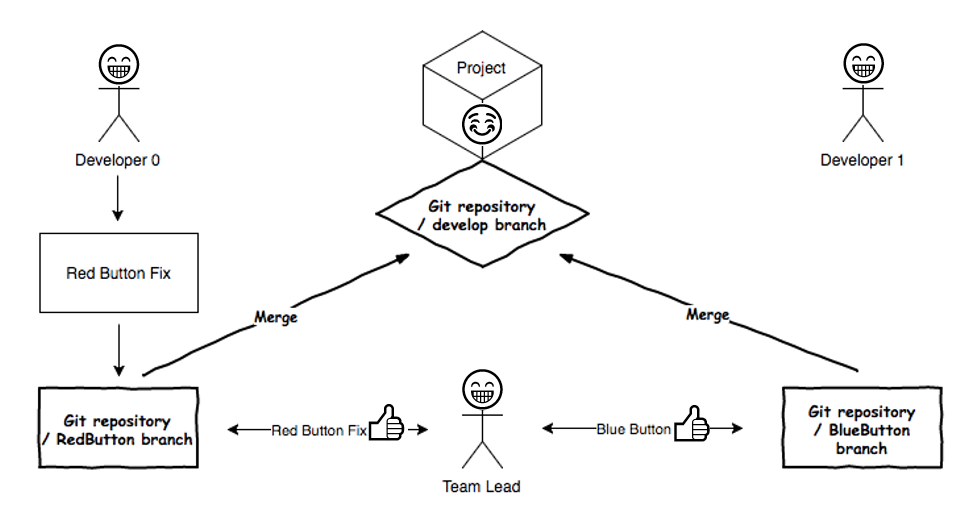 Project
Developer 0
Developer 1
Git repository
/ develop branch
Red Button Fix
Merge
Merge
Git repository
/ RedButton branch
Red Button Fix
Blue Button
Git repository
/ BlueButton
branch
Team Lead